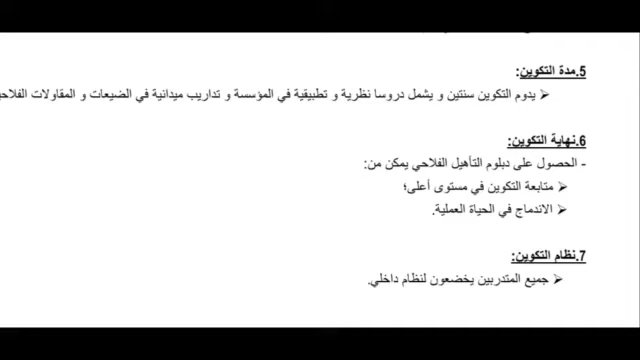 5.مدة التكوين:
➢ يدوم التكوين سنتين و يشمل دروسا نظرية و تطبيقية في المؤسسة و تداريب ميدانية في الضيعات و المقاولات
6.نهاية التكوين:
- الحصول على دبلوم التأهيل الفلاحي يمكن من:
➢ متابعة التكوين في مستوى أعلى؛
➢ الاندماج في الحياة العملية.
7.نظام التكوين:
➢ جميع المتدربين يخضعون لنظام داخلي.